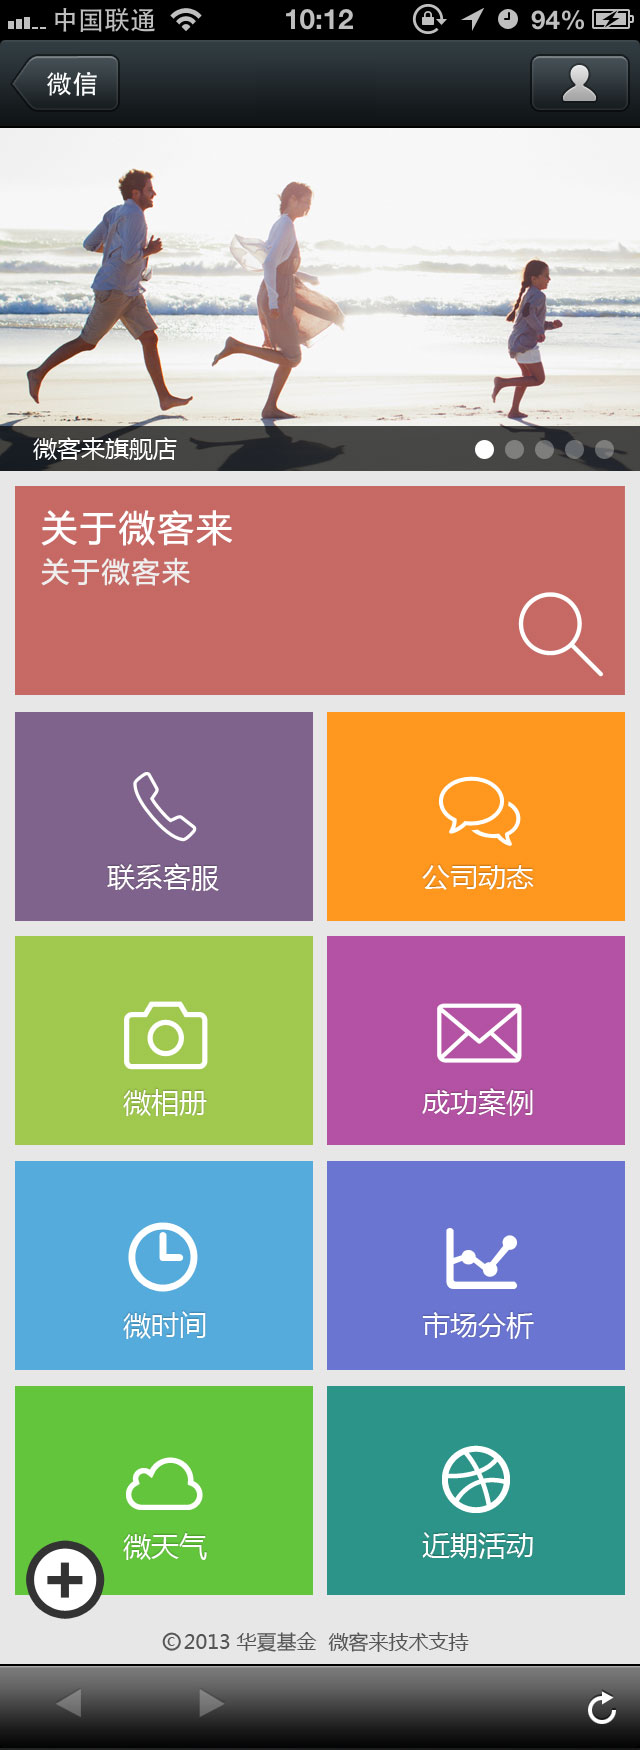 中国联通 10:12 94%
微信
微客来旗舰店
关于微客来
关于微客来
联系客服
公司动态
微相册
成功案例
微时间
市场分析
微天气
近期活动
©2013 华夏基金 微客来技术支持